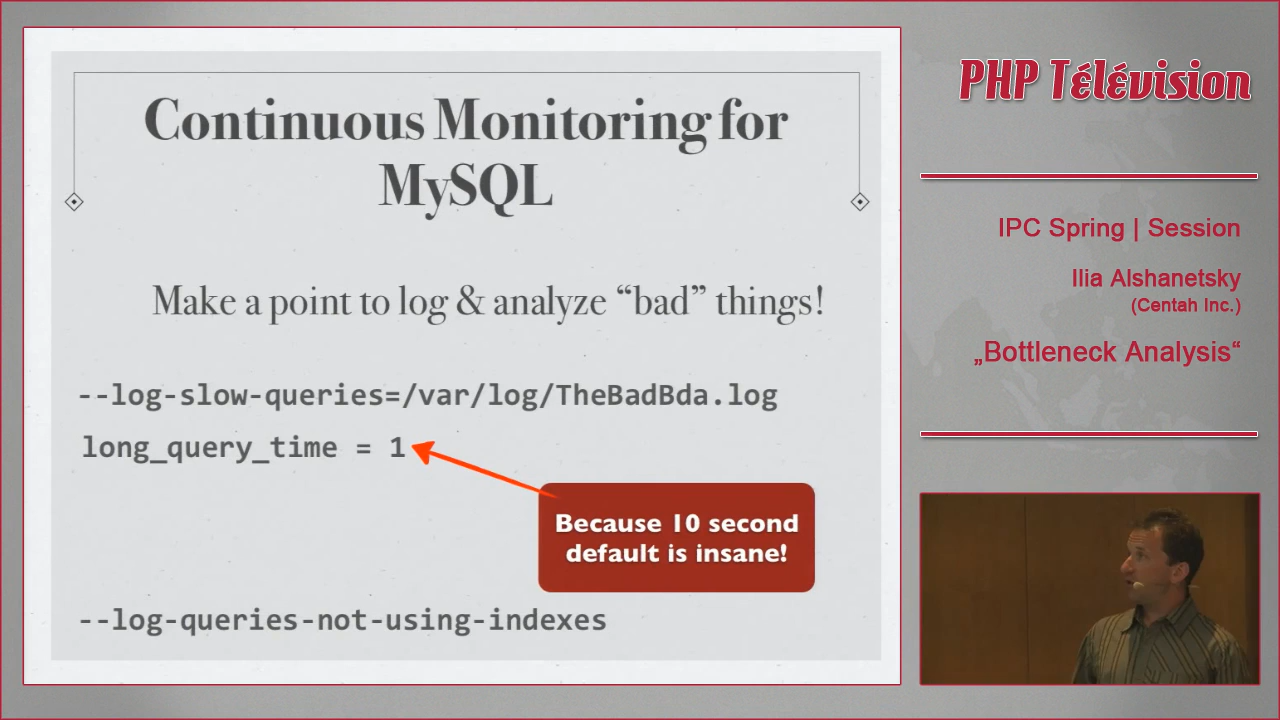 Continuous Monitoring for
MySQL
Make a point to log & analyze “bad” things!
--log-slow-queries=/var/log/TheBadBda.log
long_query_time = 1
Because 10 second
default is insane!
--log-queries-not-using-indexes
PHP Télévision
IPC Spring | Session
Ilia Alshanetsky
(Centah Inc.)
„Bottleneck Analysis“